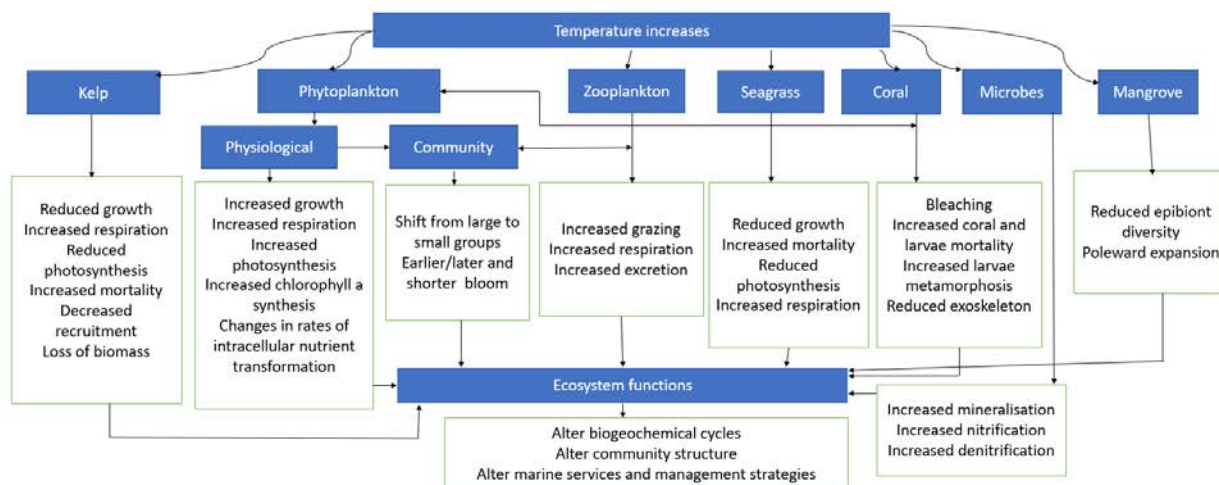 Temperature increases
Kelp
Phytoplankton
Zooplankton
Seagrass
Coral
Microbes
Mangrove
Physiological
Community
Reduced growth
Increased respiration
Reduced
photosynthesis
Increased mortality
Decreased
recruitment
Loss of biomass
Increased growth
Increased respiration
Increased
photosynthesis
Increased chlorophyll a
synthesis
Changes in rates of
intracellular nutrient
transformation
Shift from large to
small groups
Earlier/later and
shorter bloom
Increased grazing
Increased respiration
Increased excretion
Reduced growth
Increased mortality
Reduced
photosynthesis
Increased respiration
Bleaching
Increased coral and
larvae mortality
Increased larvae
metamorphosis
Reduced exoskeleton
Reduced epibiont
diversity
Poleward expansion
Ecosystem functions
Increased mineralisation
Increased nitrification
Increased denitrification
Alter biogeochemical cycles
Alter community structure
Alter marine services and management strategies